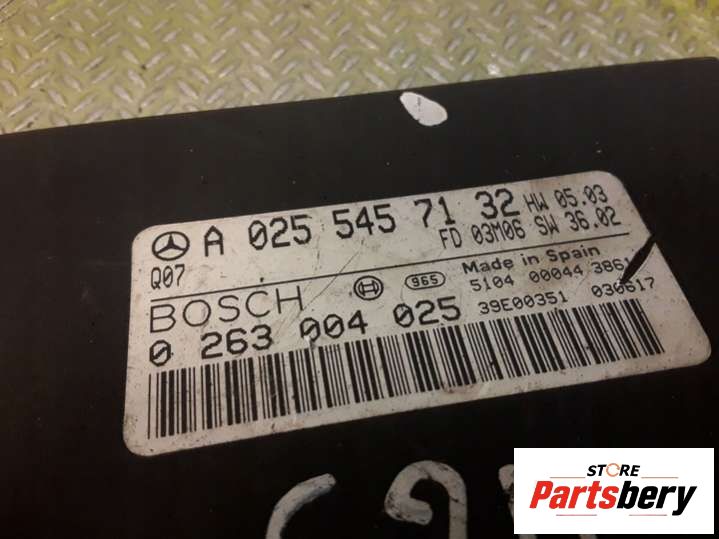 A 025 545 71 32 HW 05.03
Q07 FD 03M06 SW 36.02
BOSCH 965 Made in Spain
5104 00044 3861
0 263 004 025 39E00351 030617
STORE
Partsbery